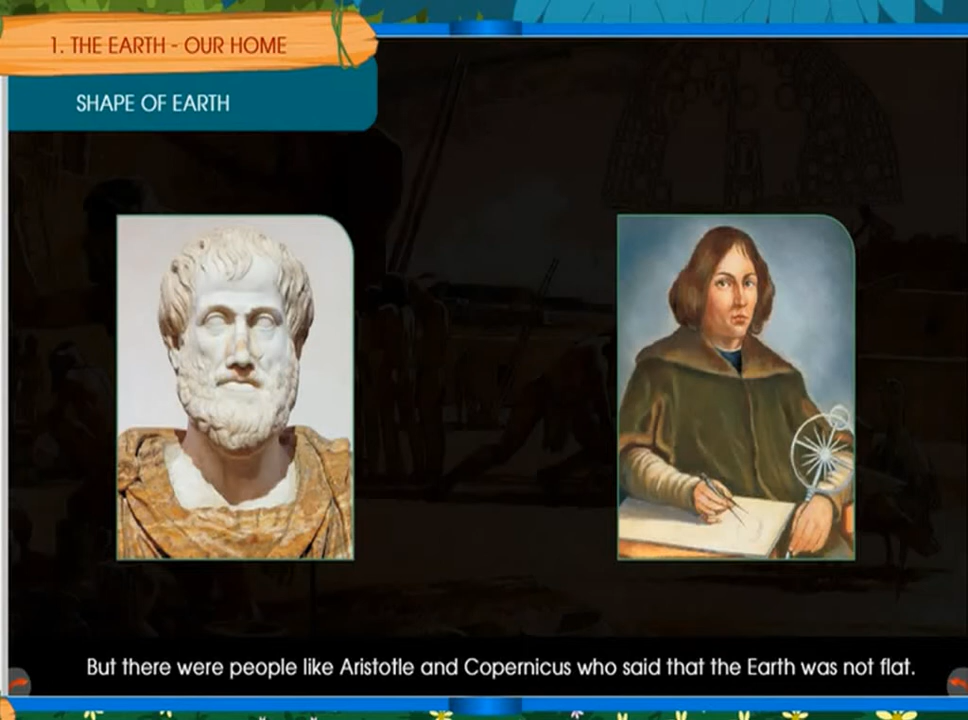 1. THE EARTH - OUR HOME
SHAPE OF EARTH
But there were people like Aristotle and Copernicus who said that the Earth was not flat.